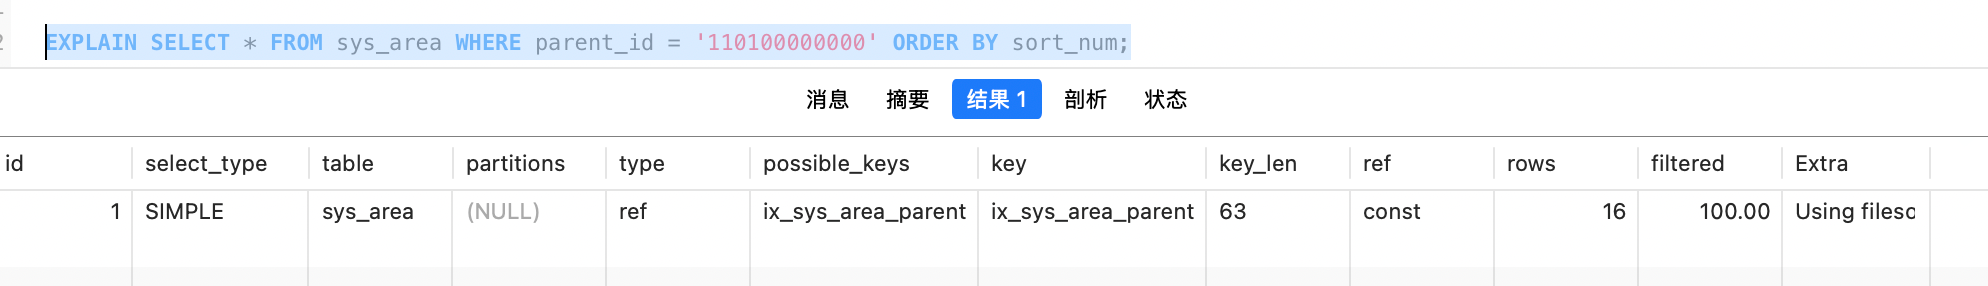 2 EXPLAIN SELECT * FROM sys_area WHERE parent_id = '110100000000' ORDER BY sort_num;
消息 摘要 结果 1 剖析 状态
id select_type table partitions type possible_keys key key_len ref rows filtered Extra
1 SIMPLE sys_area (NULL) ref ix_sys_area_parent ix_sys_area_parent 63 const 16 100.00 Using fileso